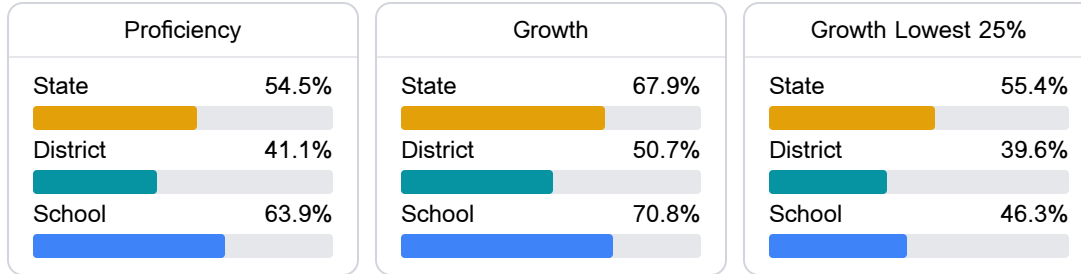 Proficiency
State 54.5%
District 41.1%
School 63.9%
Growth
State 67.9%
District 50.7%
School 70.8%
Growth Lowest 25%
State 55.4%
District 39.6%
School 46.3%